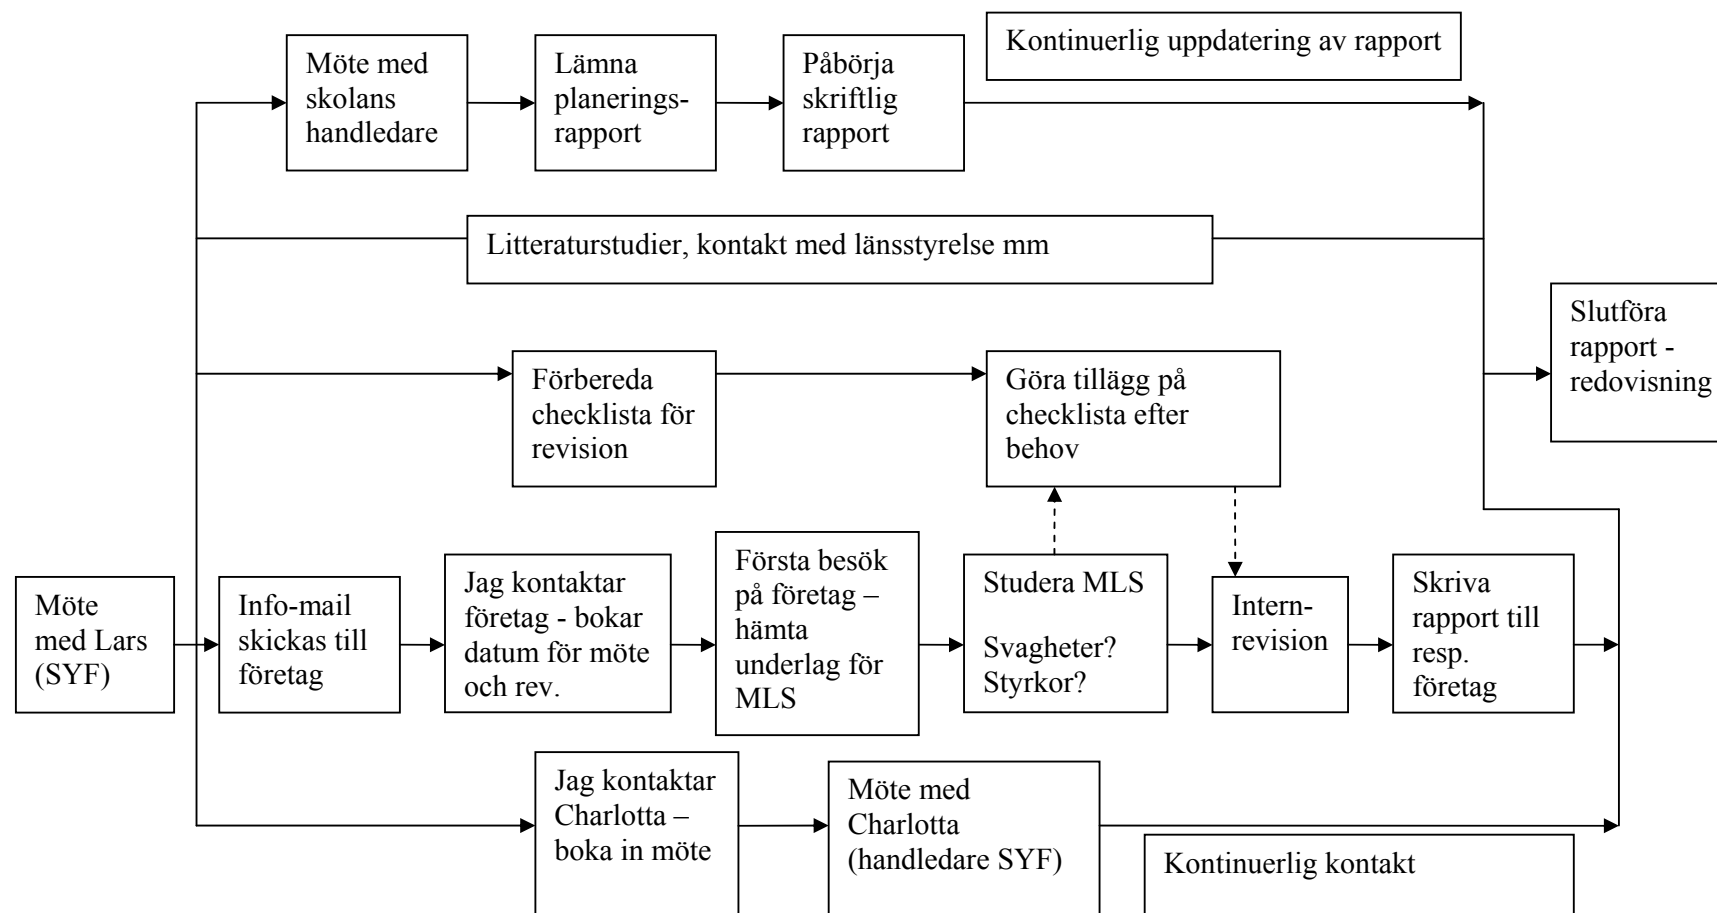 Möte med
skolans
handledare
Lämna
planerings-
rapport
Påbörja
skriftlig
rapport
Kontinuerlig uppdatering av rapport
Litteraturstudier, kontakt med länsstyrelse mm
Slutföra
rapport -
redovisning
Förbereda
checklista för
revision
Göra tillägg på
checklista efter
behov
Möte
med Lars
(SYF)
Info-mail
skickas till
företag
Jag kontaktar
företag - bokar
datum för möte
och rev.
Första besök
på företag –
hämta
underlag för
MLS
Studera MLS
Svagheter?
Styrkor?
Intern-
revision
Skriva
rapport till
resp.
företag
Jag kontaktar
Charlotta –
boka in möte
Möte med
Charlotta
(handledare SYF)
Kontinuerlig kontakt